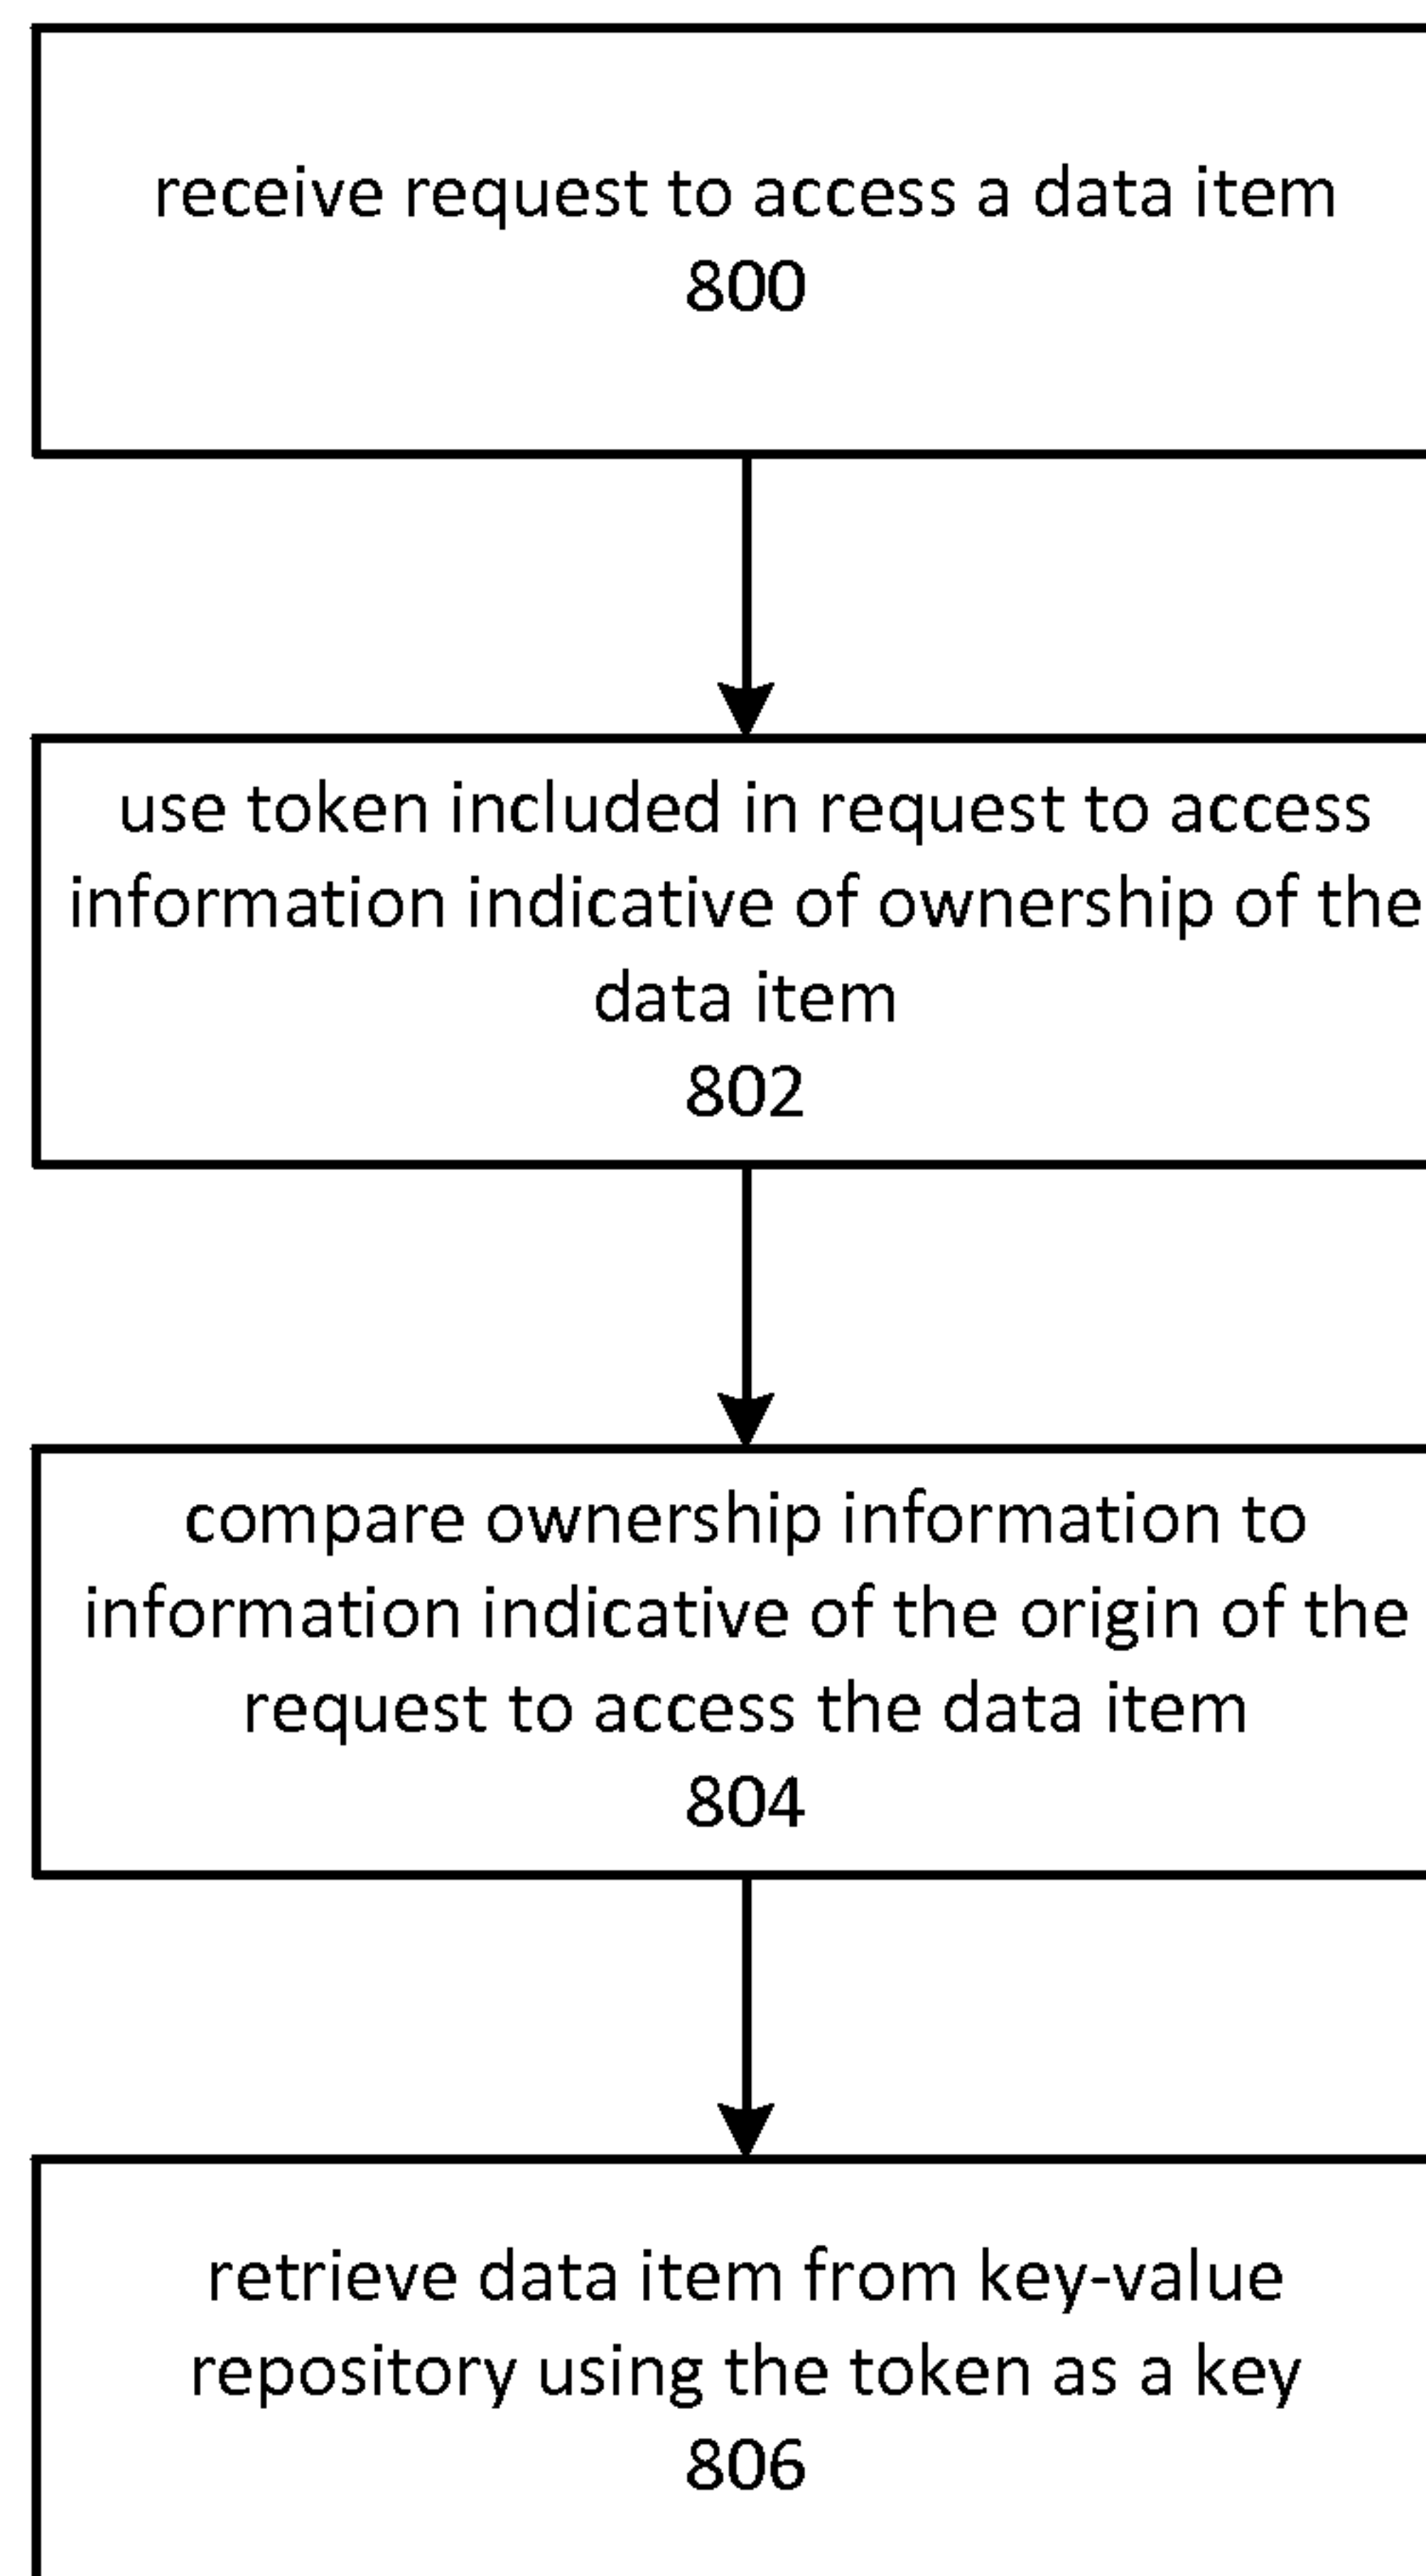 receive request to access a data item
800
use token included in request to access
information indicative of ownership of the
data item
802
compare ownership information to
information indicative of the origin of the
request to access the data item
804
retrieve data item from key-value
repository using the token as a key
806